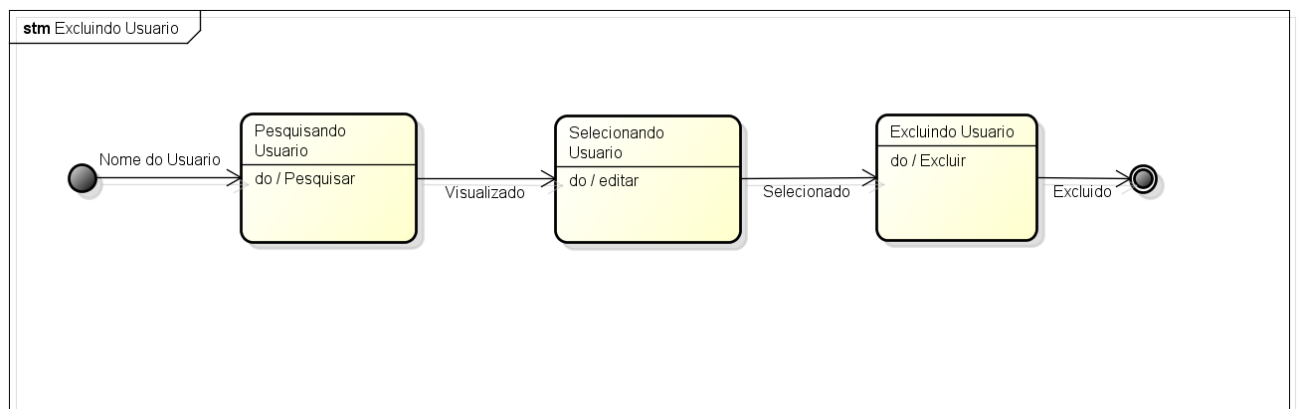 stm Excluindo Usuario
Nome do Usuario
Pesquisando
Usuario
do / Pesquisar
Visualizado
Selecionando
Usuario
do / editar
Selecionado
Excluindo Usuario
do / Excluir
Excluido